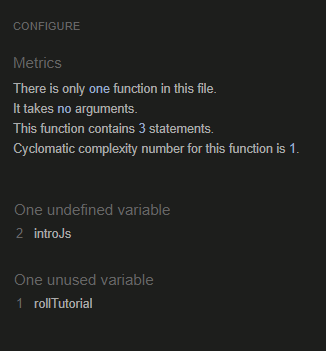 CONFIGURE
Metrics
There is only one function in this file.
It takes no arguments.
This function contains 3 statements.
Cyclomatic complexity number for this function is 1.
One undefined variable
2 introJs
One unused variable
1 rollTutorial